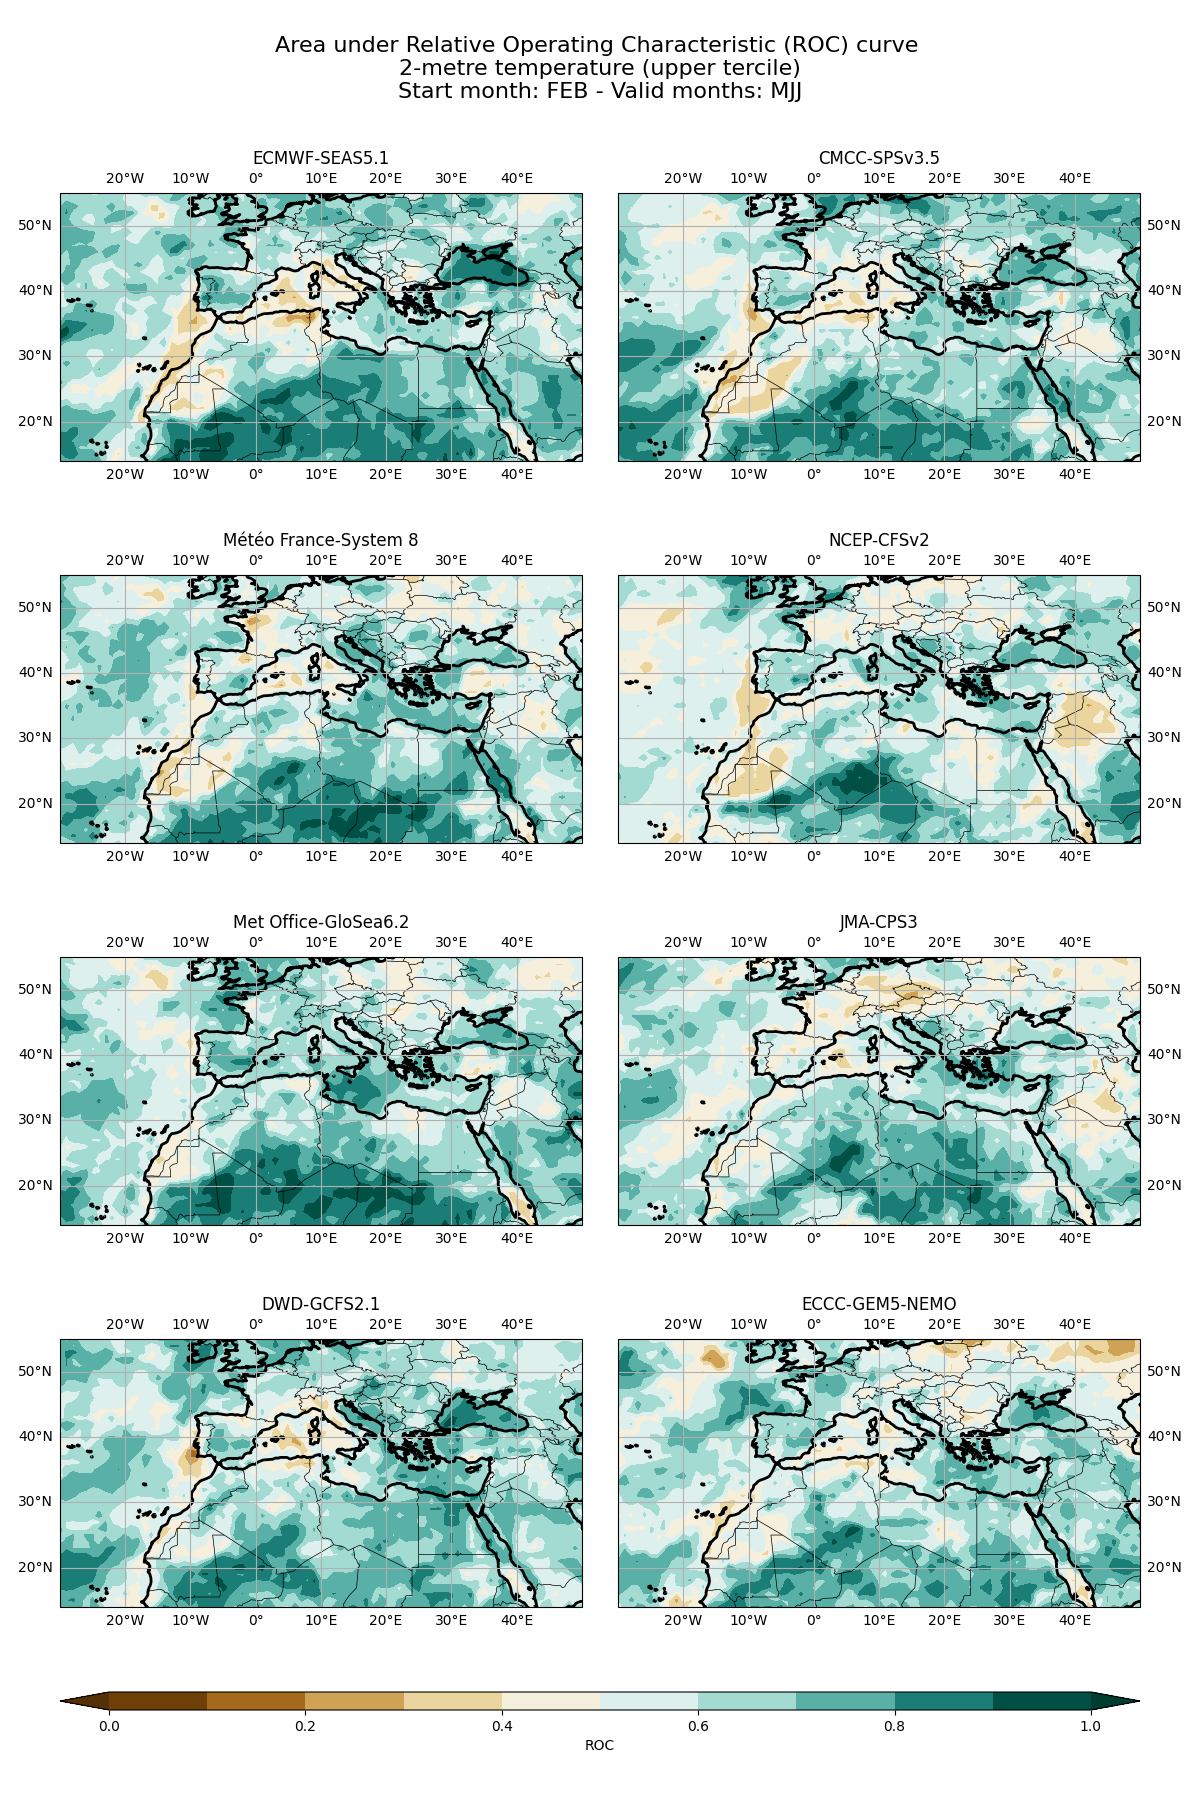 Area under Relative Operating Characteristic (ROC) curve
2-metre temperature (upper tercile)
Start month: FEB - Valid months: MJJ
ECMWF-SEAS5.1
20°W 10°W 0° 10°E 20°E 30°E 40°E
50°N
40°N
30°N
20°N
20°W 10°W 0° 10°E 20°E 30°E 40°E
CMCC-SPSv3.5
20°W 10°W 0° 10°E 20°E 30°E 40°E
50°N
40°N
30°N
20°N
20°W 10°W 0° 10°E 20°E 30°E 40°E
Météo France-System 8
20°W 10°W 0° 10°E 20°E 30°E 40°E
50°N
40°N
30°N
20°N
20°W 10°W 0° 10°E 20°E 30°E 40°E
NCEP-CFSv2
20°W 10°W 0° 10°E 20°E 30°E 40°E
50°N
40°N
30°N
20°N
20°W 10°W 0° 10°E 20°E 30°E 40°E
Met Office-GloSea6.2
20°W 10°W 0° 10°E 20°E 30°E 40°E
50°N
40°N
30°N
20°N
20°W 10°W 0° 10°E 20°E 30°E 40°E
JMA-CPS3
20°W 10°W 0° 10°E 20°E 30°E 40°E
50°N
40°N
30°N
20°N
20°W 10°W 0° 10°E 20°E 30°E 40°E
DWD-GCFS2.1
20°W 10°W 0° 10°E 20°E 30°E 40°E
50°N
40°N
30°N
20°N
20°W 10°W 0° 10°E 20°E 30°E 40°E
ECCC-GEM5-NEMO
20°W 10°W 0° 10°E 20°E 30°E 40°E
50°N
40°N
30°N
20°N
20°W 10°W 0° 10°E 20°E 30°E 40°E
0.0 0.2 0.4 0.6 0.8 1.0
ROC